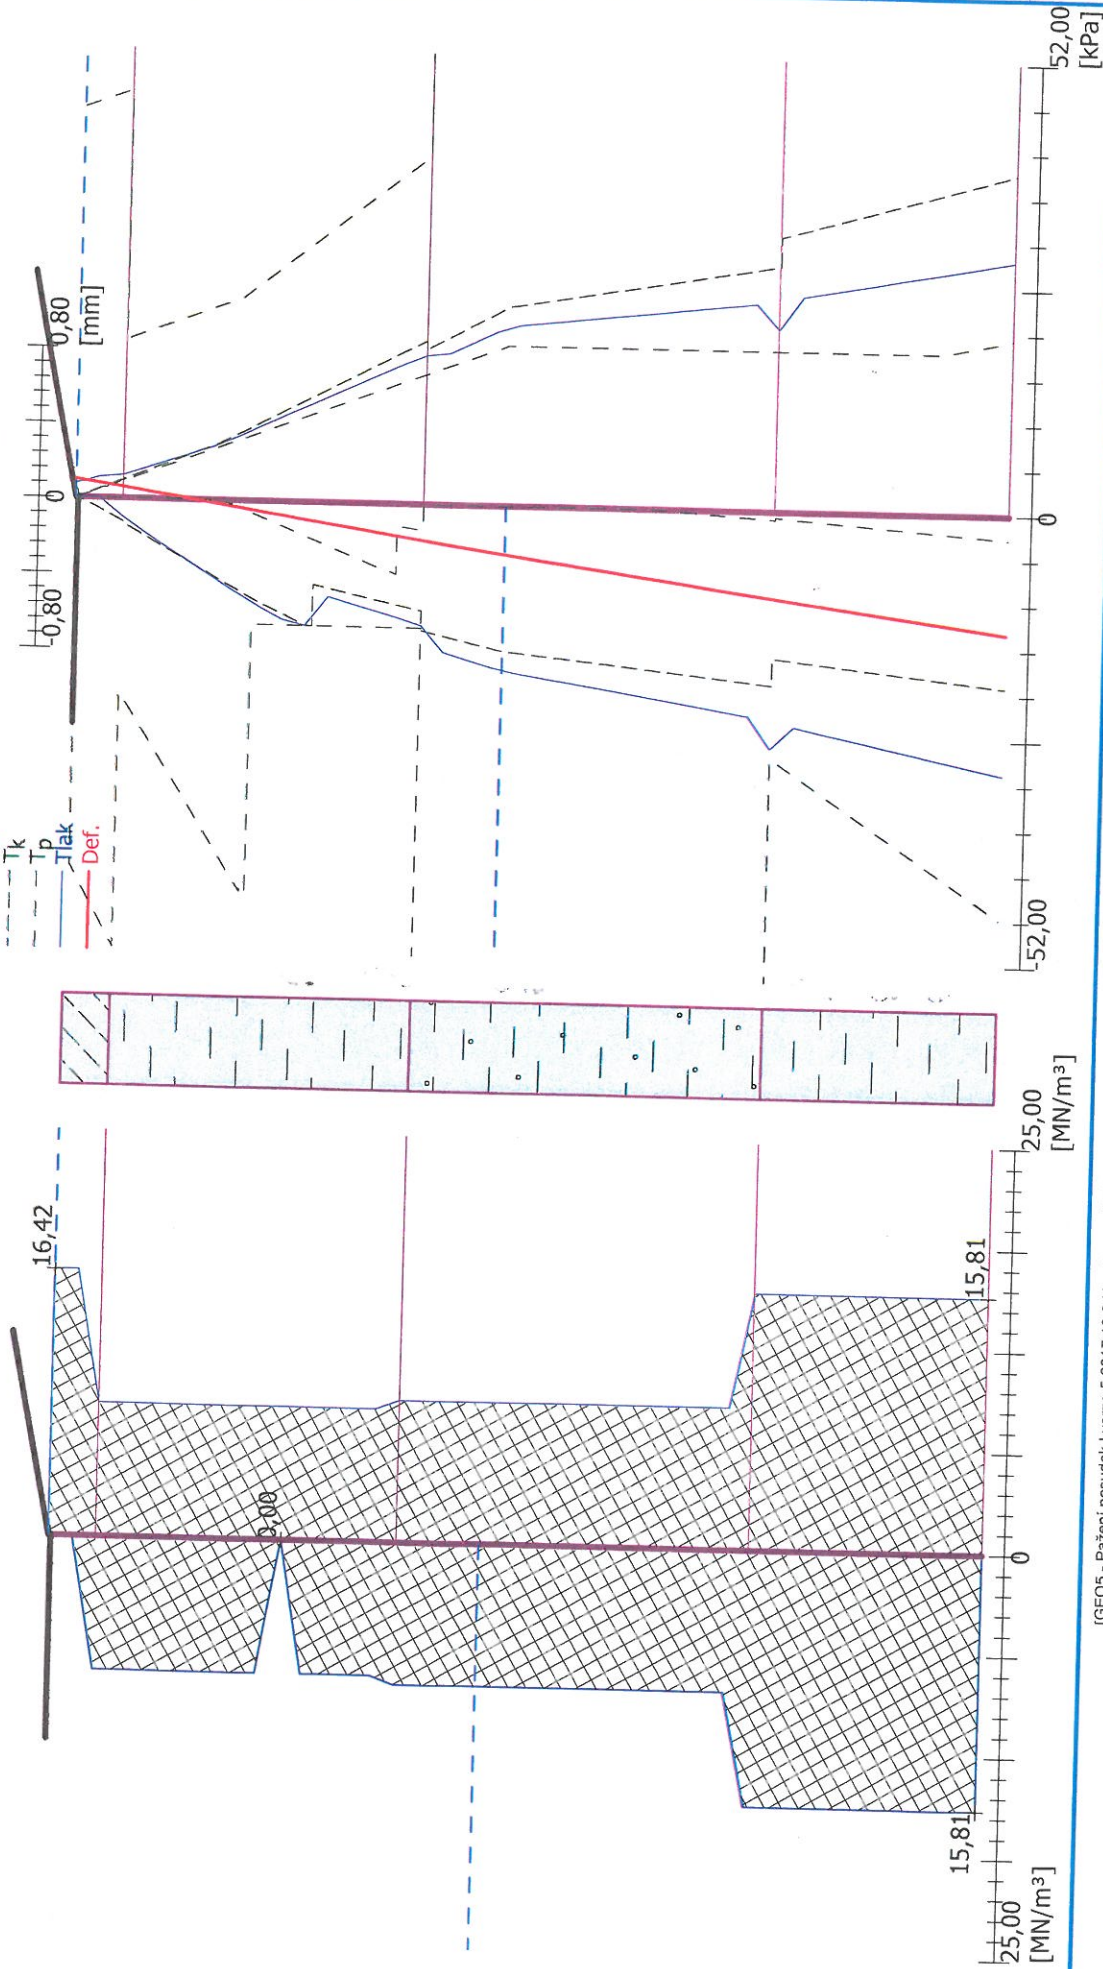 Tk
Tp
Tlak
Def.
-0,80
0
0,80
[mm]
-52,00
0
52,00
[kPa]
16,42
0,00
15,81
15,81
25,00
[MN/m³]
0
25,00
[MN/m³]
[GEO5 - Pažení posudek